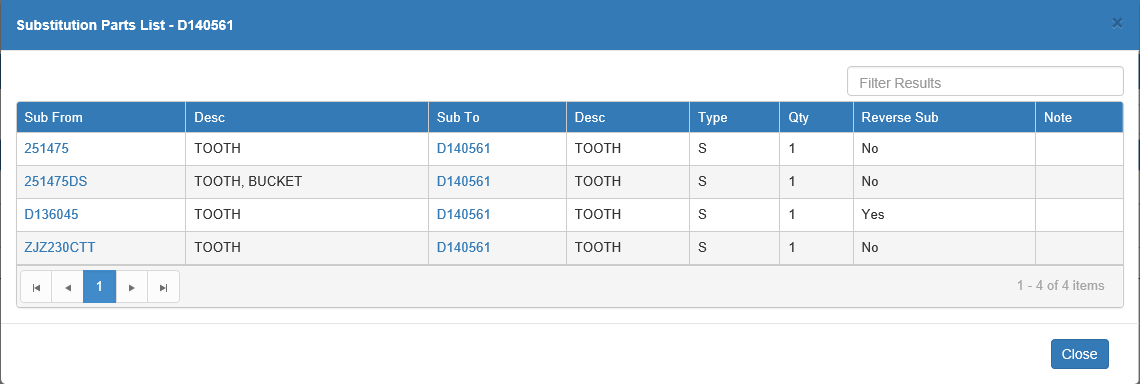 Substitution Parts List - D140561
×
Filter Results
Sub From Desc Sub To Desc Type Qty Reverse Sub Note
251475 TOOTH D140561 TOOTH S 1 No
251475DS TOOTH, BUCKET D140561 TOOTH S 1 No
D136045 TOOTH D140561 TOOTH S 1 Yes
ZJZ230CTT TOOTH D140561 TOOTH S 1 No
1 1 - 4 of 4 items
Close